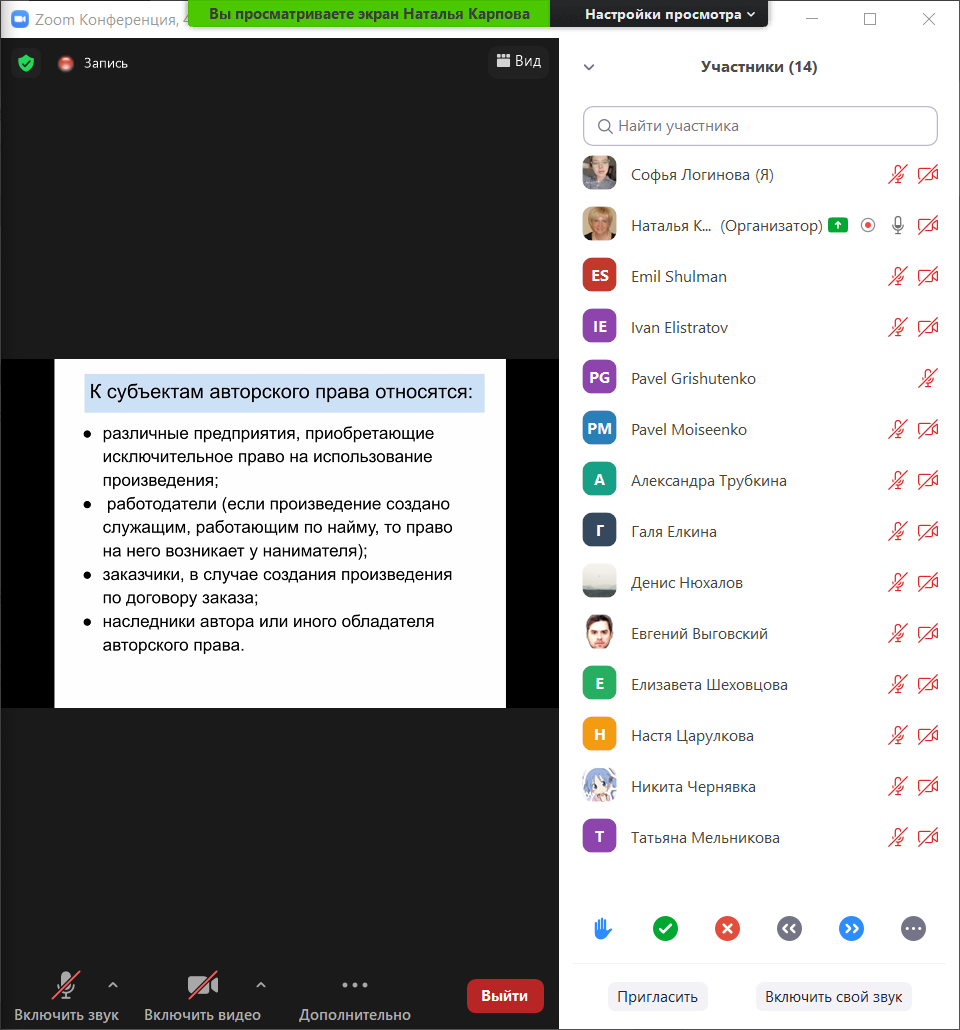 Zoom Конференция, 4
Вы просматриваете экран Наталья Карпова
Настройки просмотра
Запись
Вид
К субъектам авторского права относятся:
● различные предприятия, приобретающие
исключительное право на использование
произведения;
● работодатели (если произведение создано
служащим, работающим по найму, то право
на него возникает у нанимателя);
● заказчики, в случае создания произведения
по договору заказа;
● наследники автора или иного обладателя
авторского права.
Включить звук
Включить видео
Дополнительно
Выйти
Участники (14)
Найти участника
Софья Логинова (Я)
Наталья К... (Организатор)
ES Emil Shulman
IE Ivan Elistratov
PG Pavel Grishutenko
PM Pavel Moiseenko
А Александра Трубкина
Г Галя Елкина
Денис Нюхалов
Евгений Выговский
Е Елизавета Шеховцова
Н Настя Царулкова
Никита Чернявка
Т Татьяна Мельникова
Пригласить
Включить свой звук